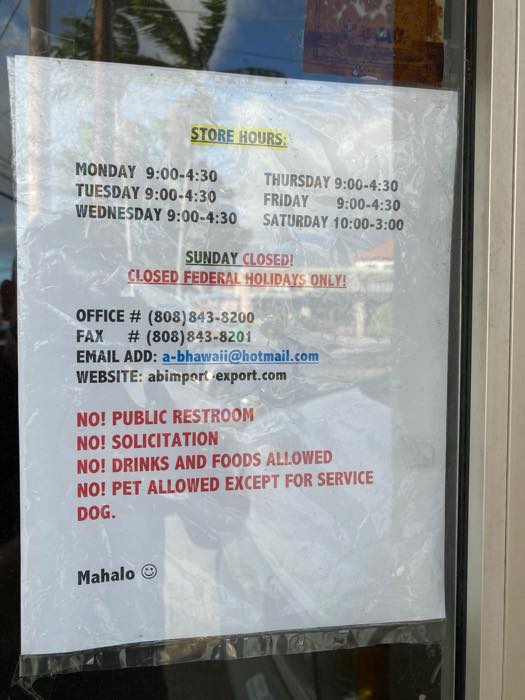 STORE HOURS:
MONDAY 9:00-4:30
TUESDAY 9:00-4:30
WEDNESDAY 9:00-4:30
THURSDAY 9:00-4:30
FRIDAY 9:00-4:30
SATURDAY 10:00-3:00
SUNDAY CLOSED!
CLOSED FEDERAL HOLIDAYS ONLY!
OFFICE # (808)843-8200
FAX # (808)843-8201
EMAIL ADD: a-bhawaii@hotmail.com
WEBSITE: abimport-export.com
NO! PUBLIC RESTROOM
NO! SOLICITATION
NO! DRINKS AND FOODS ALLOWED
NO! PET ALLOWED EXCEPT FOR SERVICE
DOG.
Mahalo ☺